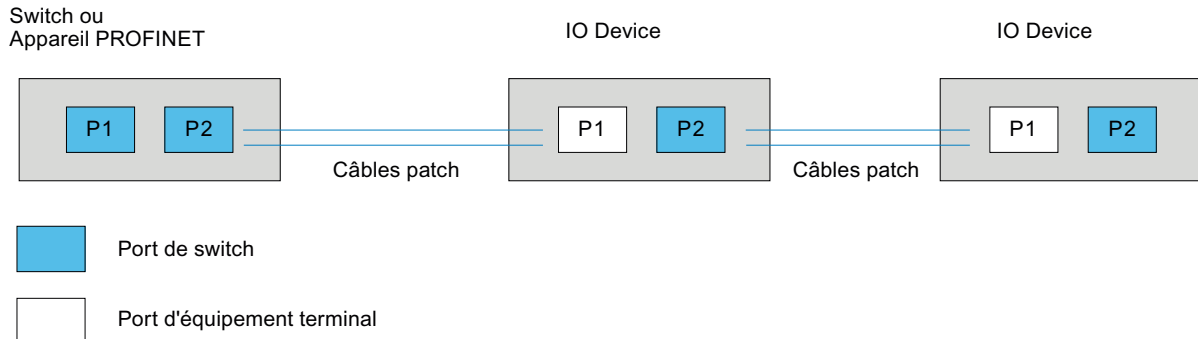 Switch ou
Appareil PROFINET
IO Device
IO Device
P1
P2
P1
P2
P1
P2
Câbles patch
Câbles patch
Port de switch
Port d'équipement terminal